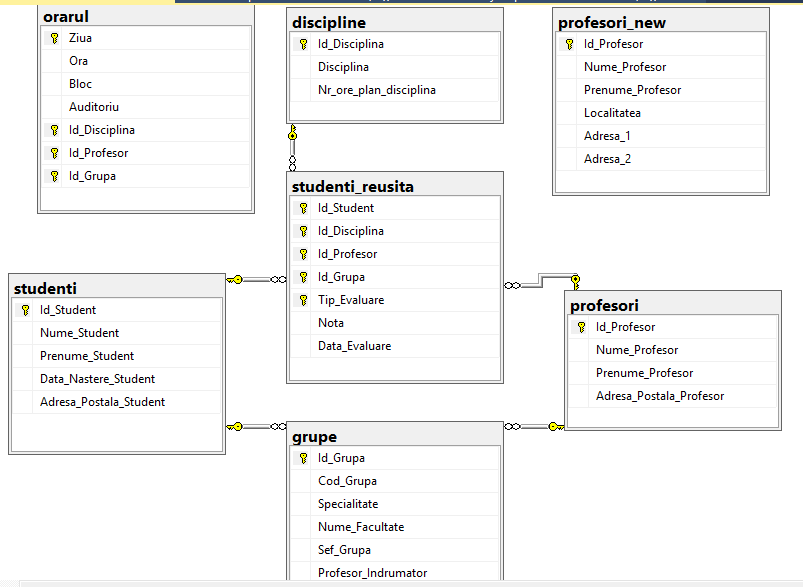 orarul
Ziua
Ora
Bloc
Auditoriu
Id_Disciplina
Id_Profesor
Id_Grupa
discipline
Id_Disciplina
Disciplina
Nr_ore_plan_disciplina
profesori_new
Id_Profesor
Nume_Profesor
Prenume_Profesor
Localitatea
Adresa_1
Adresa_2
studenti_reusita
Id_Student
Id_Disciplina
Id_Profesor
Id_Grupa
Tip_Evaluare
Nota
Data_Evaluare
studenti
Id_Student
Nume_Student
Prenume_Student
Data_Nastere_Student
Adresa_Postala_Student
profesori
Id_Profesor
Nume_Profesor
Prenume_Profesor
Adresa_Postala_Profesor
grupe
Id_Grupa
Cod_Grupa
Specialitate
Nume_Facultate
Sef_Grupa
Profesor_Indrumator